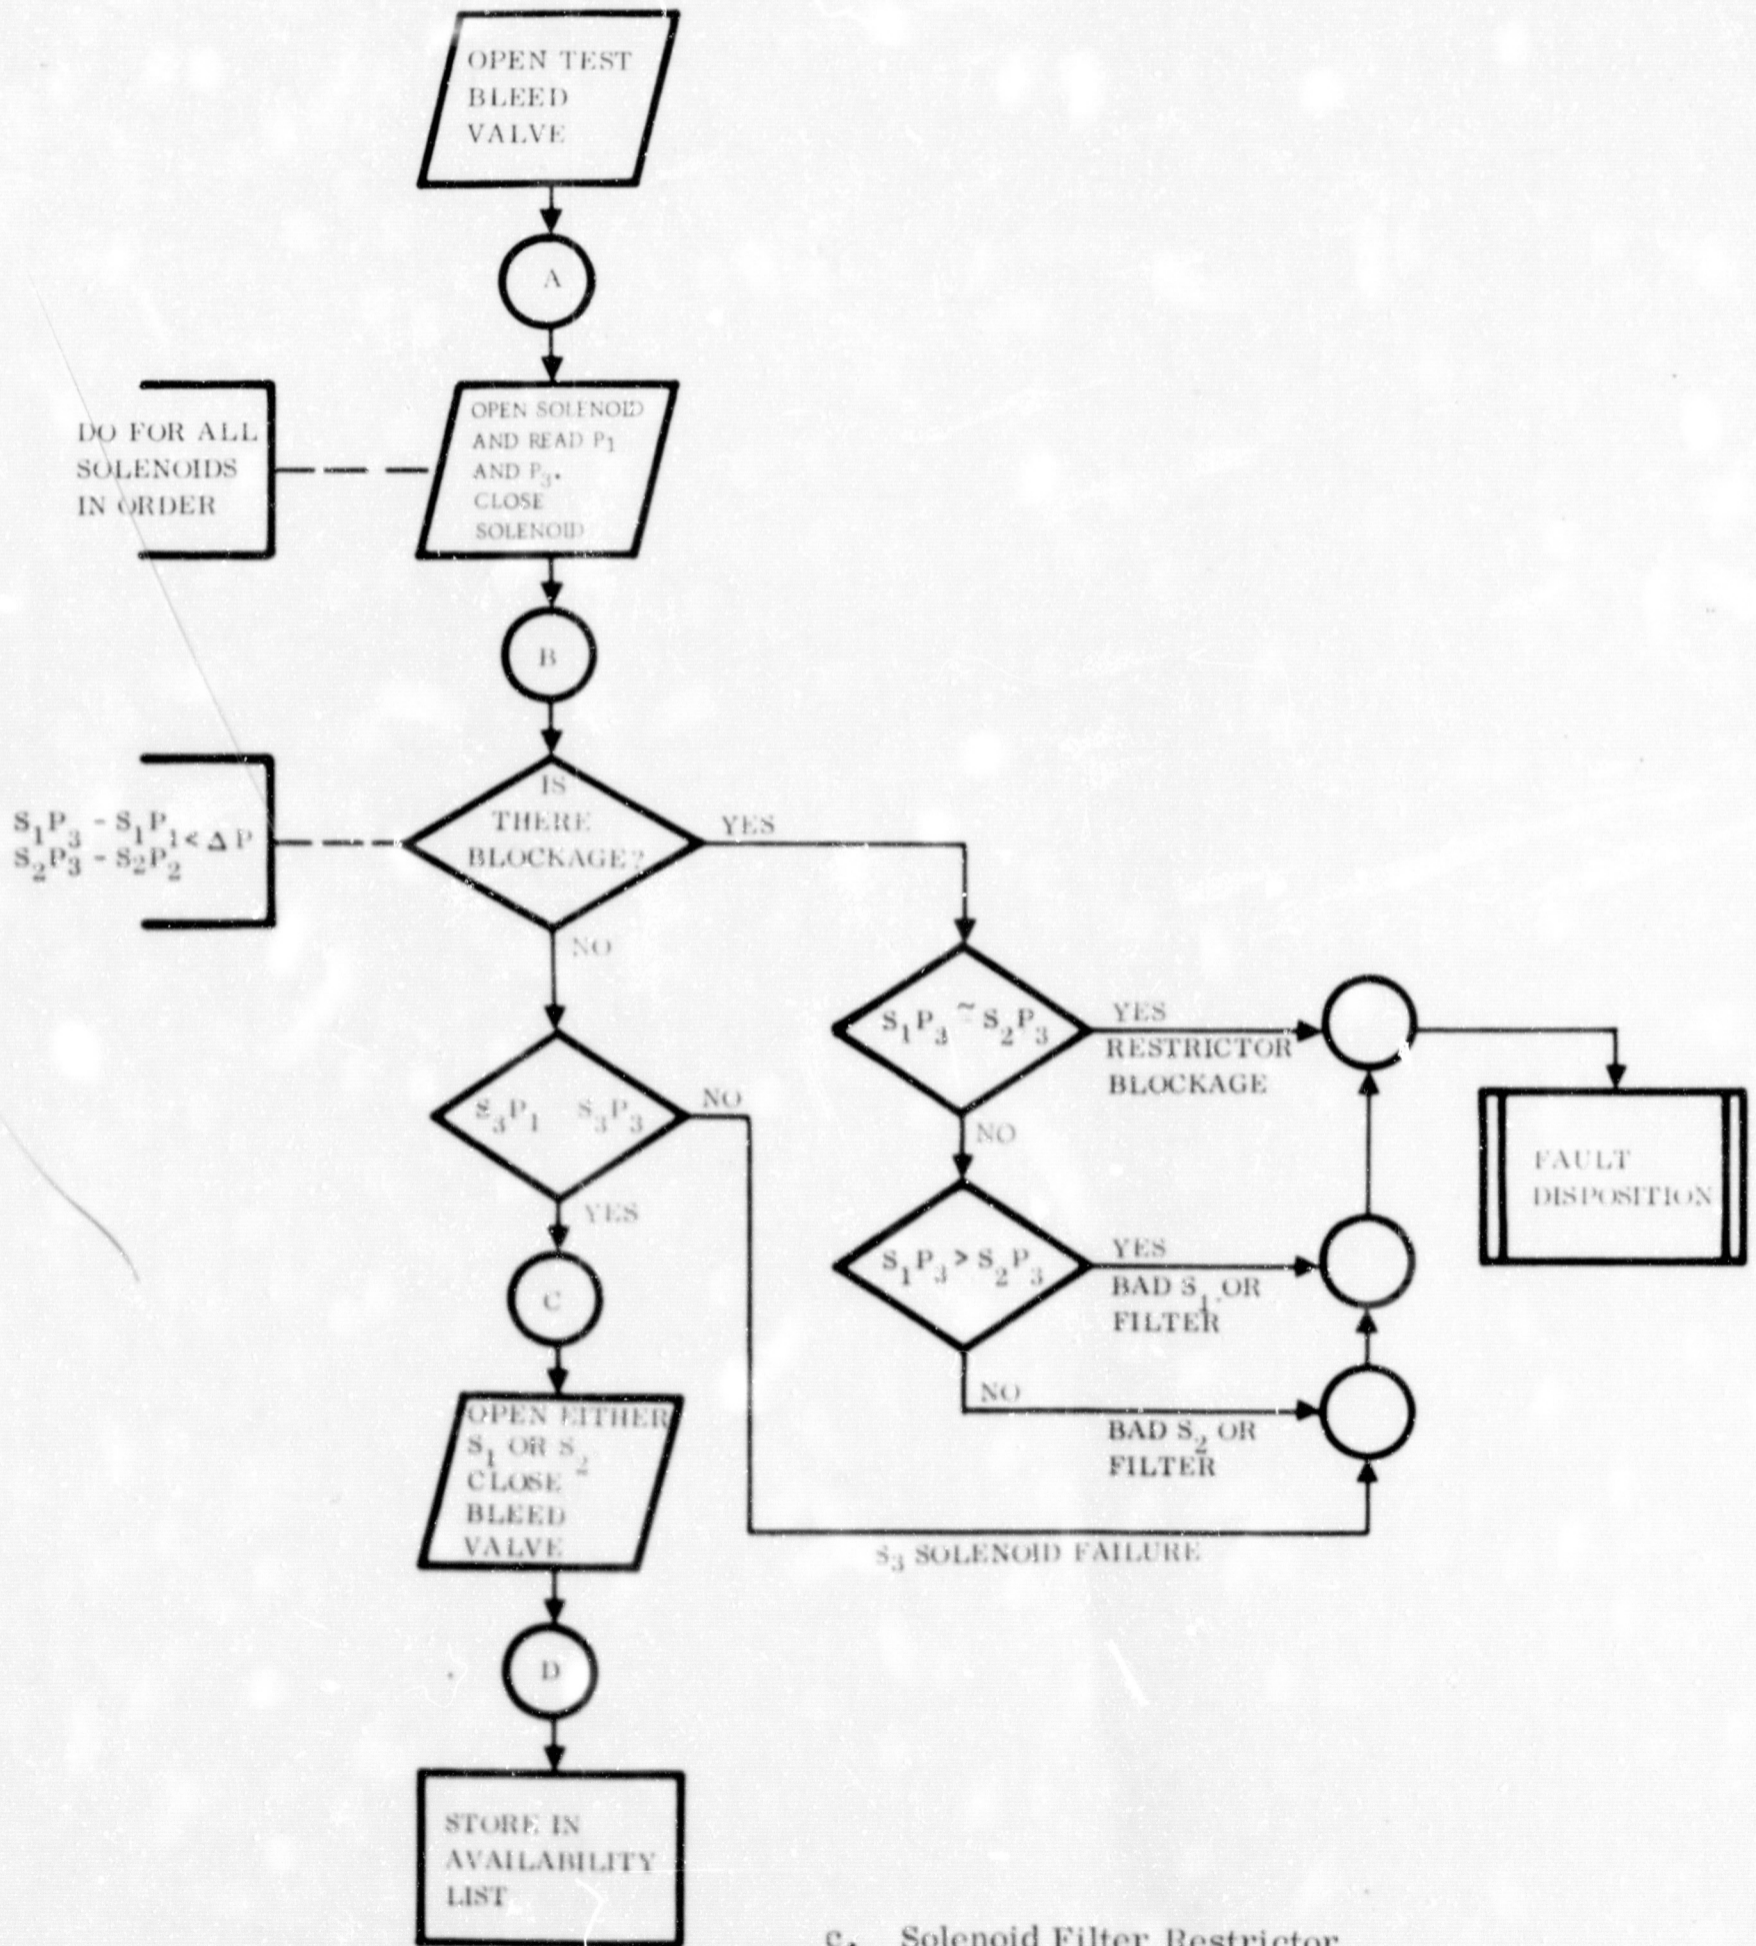 OPEN TEST
BLEED
VALVE
A
DO FOR ALL
SOLENOIDS
IN ORDER
OPEN SOLENOID
AND READ P1
AND P3.
CLOSE
SOLENOID
B
S1P3 - S1P1 < Δ P
S2P3 - S2P2
IS
THERE
BLOCKAGE?
YES
NO
S1P3 ≃ S2P3
YES
RESTRICTOR
BLOCKAGE
NO
S3P1 S3P3
NO
YES
FAULT
DISPOSITION
S1P3 > S2P3
YES
BAD S1 OR
FILTER
NO
BAD S2 OR
FILTER
C
OPEN EITHER
S1 OR S2
CLOSE
BLEED
VALVE
S3 SOLENOID FAILURE
D
STORE IN
AVAILABILITY
LIST
c. Solenoid Filter Restrictor